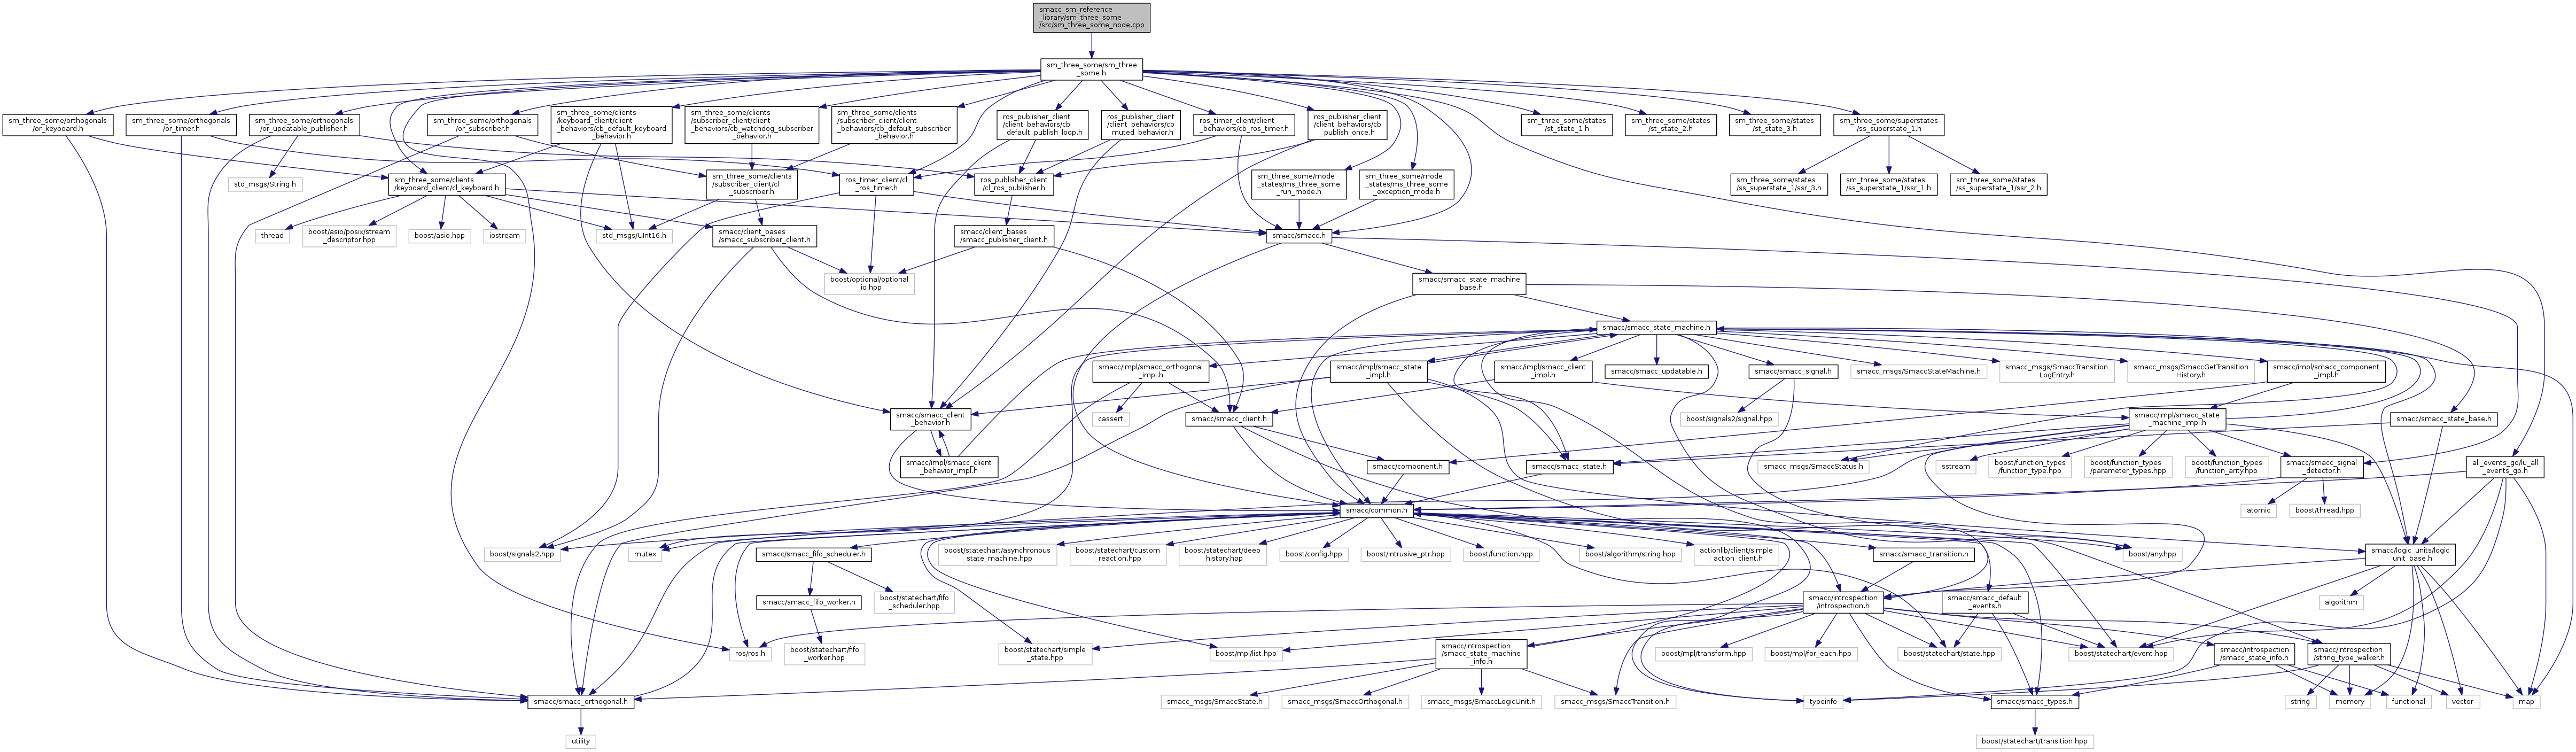 smacc_sm_reference
_library/sm_three_some
/src/sm_three_some_node.cpp
sm_three_some/sm_three
_some.h
sm_three_some/orthogonals
/or_keyboard.h
sm_three_some/orthogonals
/or_timer.h
sm_three_some/orthogonals
/or_updatable_publisher.h
sm_three_some/orthogonals
/or_subscriber.h
sm_three_some/clients
/keyboard_client/client
_behaviors/cb_default_keyboard
_behavior.h
sm_three_some/clients
/subscriber_client/client
_behaviors/cb_watchdog_subscriber
_behavior.h
sm_three_some/clients
/subscriber_client/client
_behaviors/cb_default_subscriber
_behavior.h
ros_publisher_client
/client_behaviors/cb
_default_publish_loop.h
ros_publisher_client
/client_behaviors/cb
_muted_behavior.h
ros_timer_client/client
_behaviors/cb_ros_timer.h
ros_publisher_client
/client_behaviors/cb
_publish_once.h
sm_three_some/states
/st_state_1.h
sm_three_some/states
/st_state_2.h
sm_three_some/states
/st_state_3.h
sm_three_some/superstates
/ss_superstate_1.h
std_msgs/String.h
sm_three_some/clients
/keyboard_client/cl_keyboard.h
sm_three_some/clients
/subscriber_client/cl
_subscriber.h
ros_timer_client/cl
_ros_timer.h
ros_publisher_client
/cl_ros_publisher.h
sm_three_some/mode
_states/ms_three_some
_run_mode.h
sm_three_some/mode
_states/ms_three_some
_exception_mode.h
sm_three_some/states
/ss_superstate_1/ssr_3.h
sm_three_some/states
/ss_superstate_1/ssr_1.h
sm_three_some/states
/ss_superstate_1/ssr_2.h
thread
boost/asio/posix/stream
_descriptor.hpp
boost/asio.hpp
iostream
std_msgs/UInt16.h
smacc/client_bases
/smacc_subscriber_client.h
smacc/client_bases
/smacc_publisher_client.h
smacc/smacc.h
boost/optional/optional
_io.hpp
smacc/smacc_state_machine
_base.h
smacc/smacc_state_machine.h
smacc/impl/smacc_orthogonal
_impl.h
smacc/impl/smacc_state
_impl.h
smacc/impl/smacc_client
_impl.h
smacc/smacc_updatable.h
smacc/smacc_signal.h
smacc_msgs/SmaccStateMachine.h
smacc_msgs/SmaccTransition
LogEntry.h
smacc_msgs/SmaccGetTransition
History.h
smacc/impl/smacc_component
_impl.h
smacc/smacc_client
_behavior.h
cassert
smacc/smacc_client.h
boost/signals2/signal.hpp
smacc/impl/smacc_state
_machine_impl.h
smacc/smacc_state_base.h
smacc/impl/smacc_client
_behavior_impl.h
smacc/component.h
smacc/smacc_state.h
smacc_msgs/SmaccStatus.h
sstream
boost/function_types
/function_type.hpp
boost/function_types
/parameter_types.hpp
boost/function_types
/function_arity.hpp
smacc/smacc_signal
_detector.h
all_events_go/lu_all
_events_go.h
smacc/common.h
atomic
boost/thread.hpp
boost/signals2.hpp
mutex
smacc/smacc_fifo_scheduler.h
boost/statechart/asynchronous
_state_machine.hpp
boost/statechart/custom
_reaction.hpp
boost/statechart/deep
_history.hpp
boost/config.hpp
boost/intrusive_ptr.hpp
boost/function.hpp
boost/algorithm/string.hpp
actionlib/client/simple
_action_client.h
smacc/smacc_transition.h
boost/any.hpp
smacc/logic_units/logic
_unit_base.h
smacc/smacc_fifo_worker.h
boost/statechart/fifo
_scheduler.hpp
smacc/introspection
/introspection.h
smacc/smacc_default
_events.h
algorithm
ros/ros.h
boost/statechart/fifo
_worker.hpp
boost/statechart/simple
_state.hpp
boost/mpl/list.hpp
smacc/introspection
/smacc_state_machine
_info.h
boost/mpl/transform.hpp
boost/mpl/for_each.hpp
boost/statechart/state.hpp
boost/statechart/event.hpp
smacc/introspection
/smacc_state_info.h
smacc/introspection
/string_type_walker.h
smacc/smacc_orthogonal.h
smacc_msgs/SmaccState.h
smacc_msgs/SmaccOrthogonal.h
smacc_msgs/SmaccLogicUnit.h
smacc_msgs/SmaccTransition.h
typeinfo
smacc/smacc_types.h
string
memory
functional
vector
map
utility
boost/statechart/transition.hpp